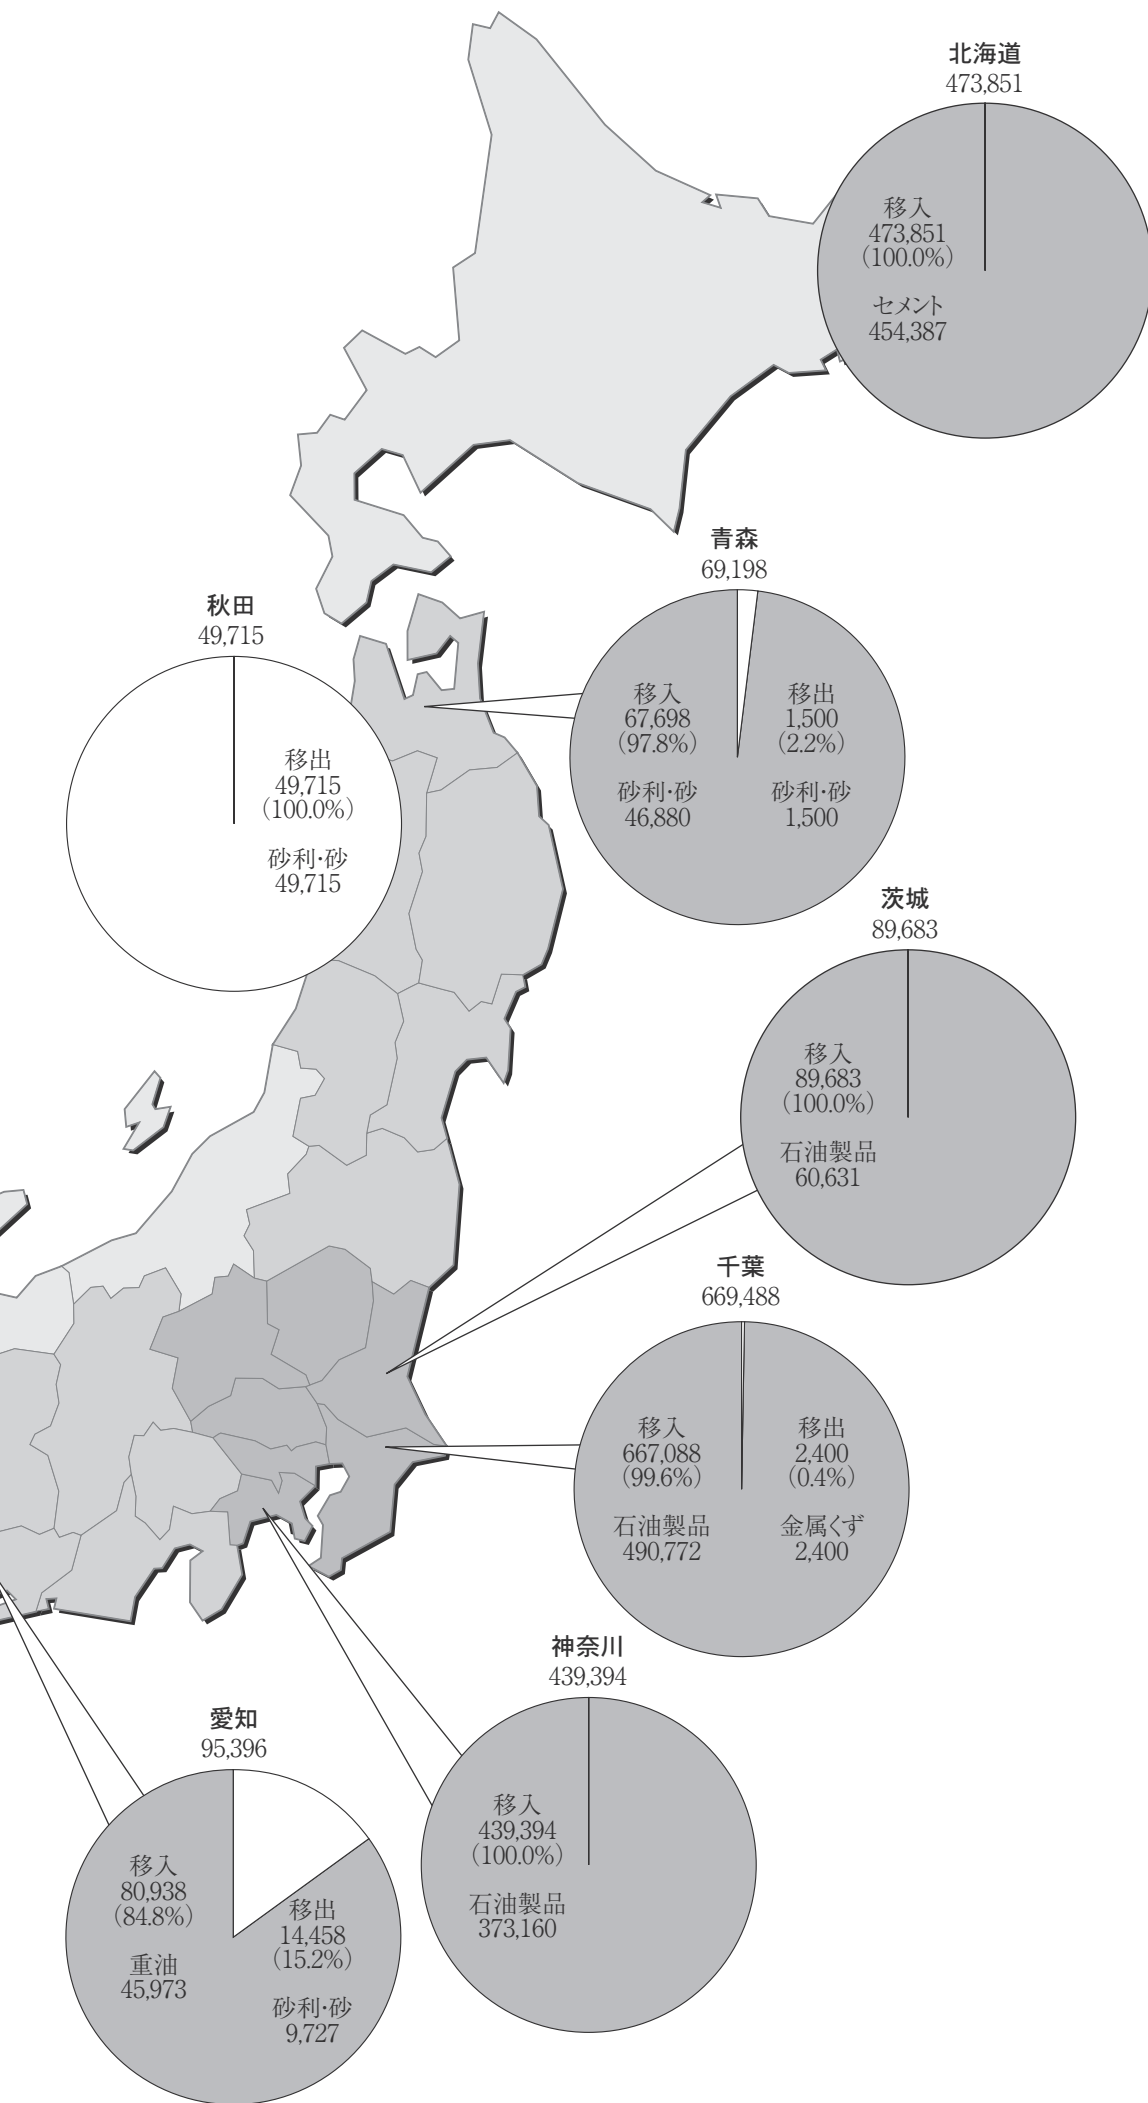 北海道
473,851
移入
473,851
（100.0%）
セメント
454,387
青森
69,198
移入
67,698
（97.8%）
砂利・砂
46,880
移出
1,500
（2.2%）
砂利・砂
1,500
秋田
49,715
移出
49,715
（100.0%）
砂利・砂
49,715
茨城
89,683
移入
89,683
（100.0%）
石油製品
60,631
千葉
669,488
移入
667,088
（99.6%）
石油製品
490,772
移出
2,400
（0.4%）
金属くず
2,400
神奈川
439,394
移入
439,394
（100.0%）
石油製品
373,160
愛知
95,396
移入
80,938
（84.8%）
重油
45,973
移出
14,458
（15.2%）
砂利・砂
9,727